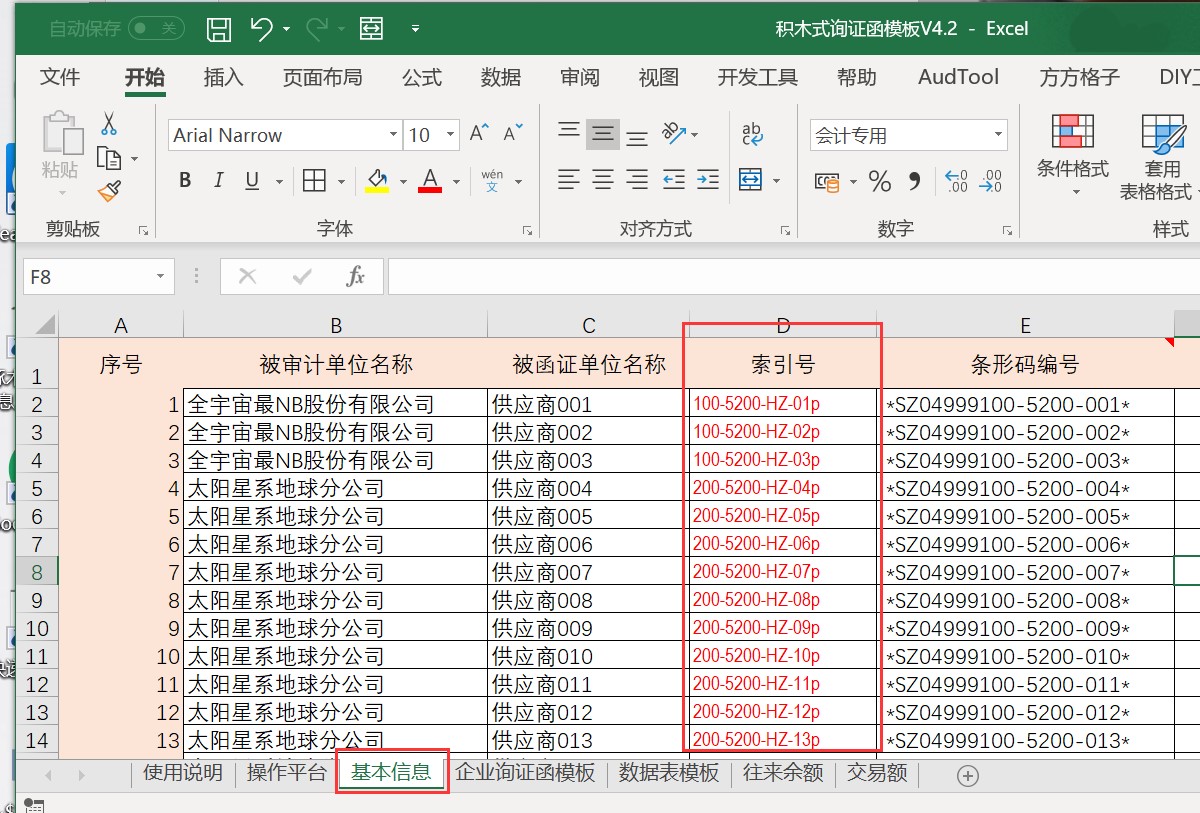 自动保存 关 积木式询证函模板V4.2 - Excel
文件 开始 插入 页面布局 公式 数据 审阅 视图 开发工具 帮助 AudTool 方方格子 DIY工
粘贴 Arial Narrow 10 A A ab 会计专用 条件格式 套用
B I U A wén 文 % .00 .00 表格格式
剪贴板 字体 对齐方式 数字 样式
F8 fx
A B C D E
1 序号 被审计单位名称 被函证单位名称 索引号 条形码编号
2 1 全宇宙最NB股份有限公司 供应商001 100-5200-HZ-01p *SZ04999100-5200-001*
3 2 全宇宙最NB股份有限公司 供应商002 100-5200-HZ-02p *SZ04999100-5200-002*
4 3 全宇宙最NB股份有限公司 供应商003 100-5200-HZ-03p *SZ04999100-5200-003*
5 4 太阳星系地球分公司 供应商004 200-5200-HZ-04p *SZ04999100-5200-004*
6 5 太阳星系地球分公司 供应商005 200-5200-HZ-05p *SZ04999100-5200-005*
7 6 太阳星系地球分公司 供应商006 200-5200-HZ-06p *SZ04999100-5200-006*
8 7 太阳星系地球分公司 供应商007 200-5200-HZ-07p *SZ04999100-5200-007*
9 8 太阳星系地球分公司 供应商008 200-5200-HZ-08p *SZ04999100-5200-008*
10 9 太阳星系地球分公司 供应商009 200-5200-HZ-09p *SZ04999100-5200-009*
11 10 太阳星系地球分公司 供应商010 200-5200-HZ-10p *SZ04999100-5200-010*
12 11 太阳星系地球分公司 供应商011 200-5200-HZ-11p *SZ04999100-5200-011*
13 12 太阳星系地球分公司 供应商012 200-5200-HZ-12p *SZ04999100-5200-012*
14 13 太阳星系地球分公司 供应商013 200-5200-HZ-13p *SZ04999100-5200-013*
使用说明 操作平台 基本信息 企业询证函模板 数据表模板 往来余额 交易额